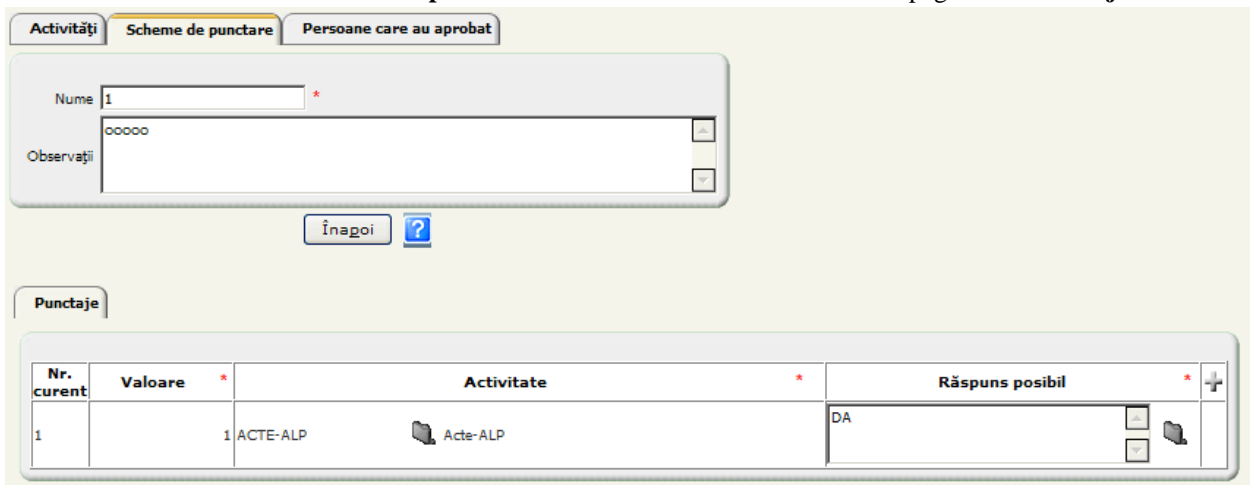 Activități Scheme de punctare Persoane care au aprobat
Nume 1 *
Observații ooooo
Înapoi ?
Punctaje
Nr. curent Valoare * Activitate * Răspuns posibil *
1 1 ACTE-ALP Acte-ALP DA